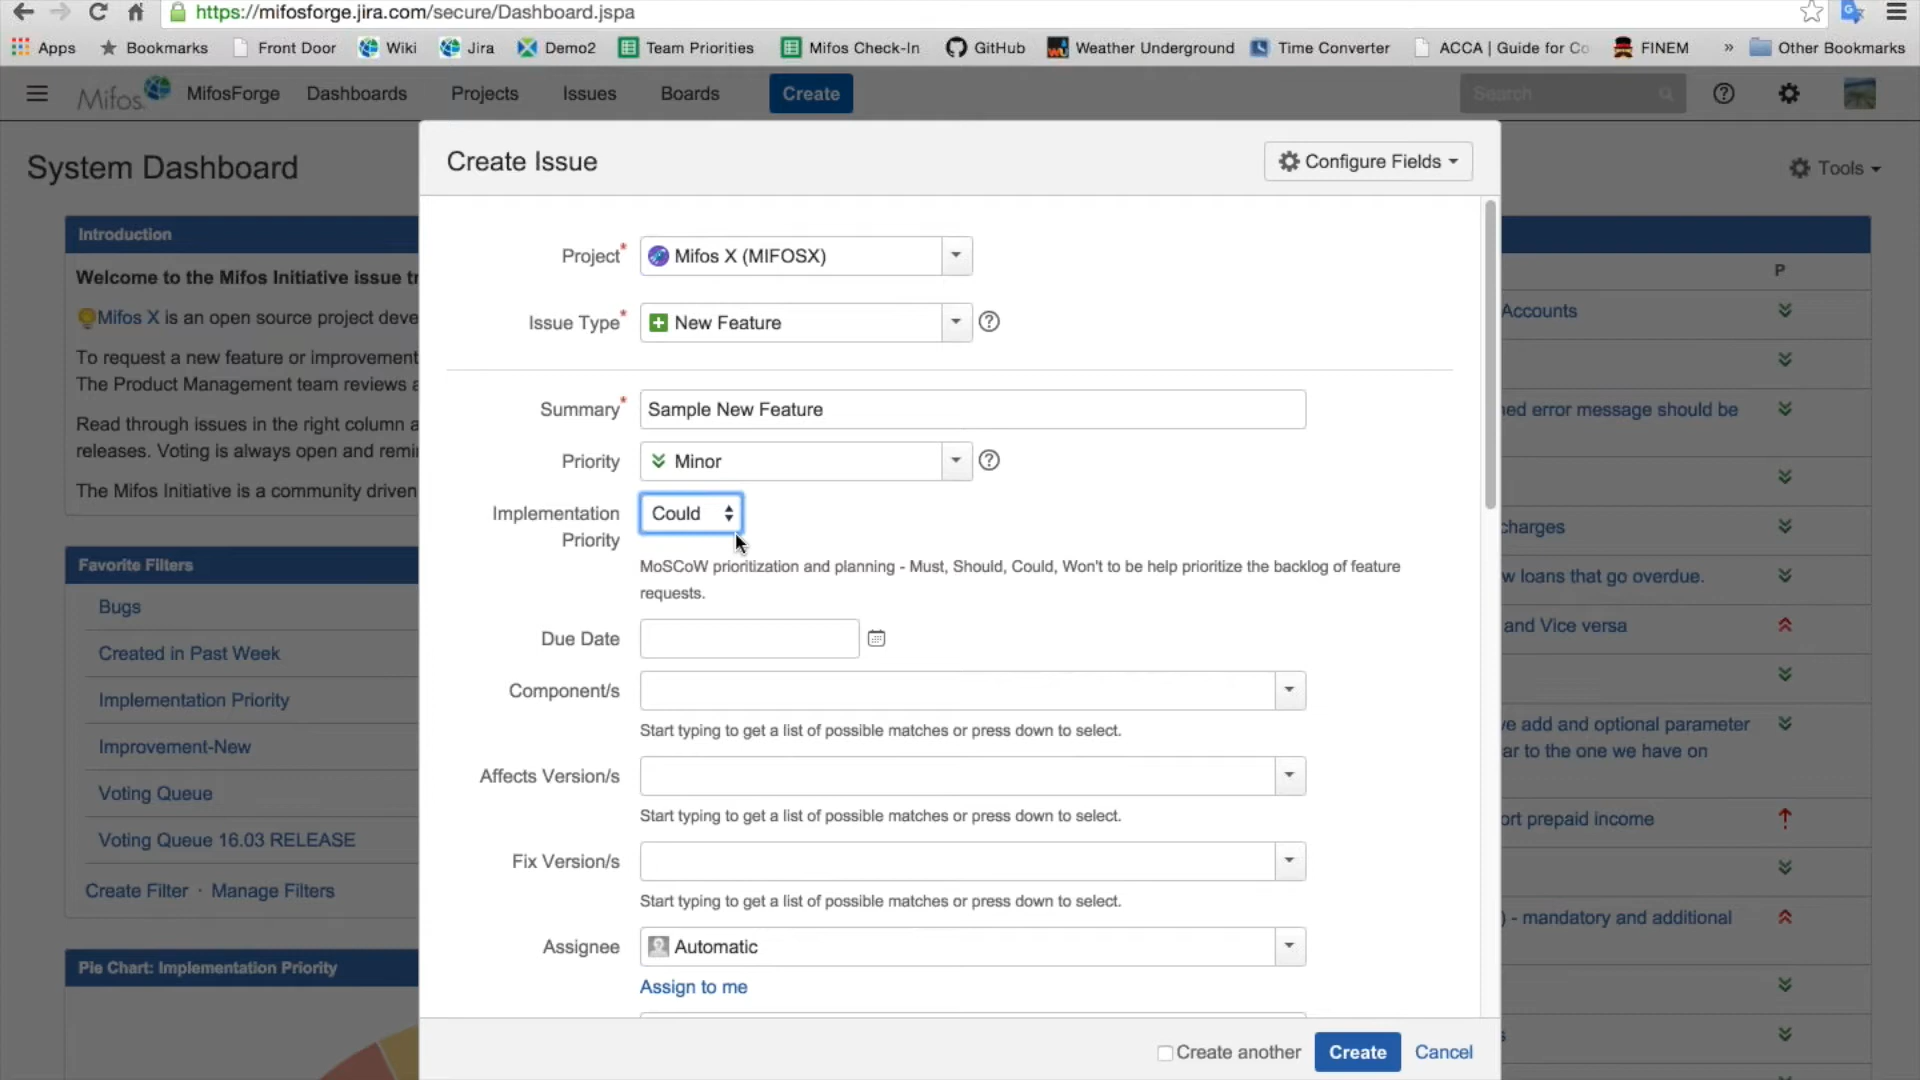 https://mifosforge.jira.com/secure/Dashboard.jspa
Apps Bookmarks Front Door Wiki Jira Demo2 Team Priorities Mifos Check-In GitHub Weather Underground Time Converter ACCA | Guide for Co FINEM » Other Bookmarks
Mifos MifosForge Dashboards Projects Issues Boards Create Search
System Dashboard
Tools
Create Issue
Configure Fields
Introduction
Welcome to the Mifos Initiative issue tr
Mifos X is an open source project deve
To request a new feature or improvement
The Product Management team reviews a
Read through issues in the right column a
releases. Voting is always open and remi
The Mifos Initiative is a community driven
Favorite Filters
Bugs
Created in Past Week
Implementation Priority
Improvement-New
Voting Queue
Voting Queue 16.03 RELEASE
Create Filter · Manage Filters
Pie Chart: Implementation Priority
Project* Mifos X (MIFOSX)
Issue Type* New Feature
Summary* Sample New Feature
Priority Minor
Implementation Priority Could
MoSCoW prioritization and planning - Must, Should, Could, Won't to be help prioritize the backlog of feature
requests.
Due Date
Component/s
Start typing to get a list of possible matches or press down to select.
Affects Version/s
Start typing to get a list of possible matches or press down to select.
Fix Version/s
Start typing to get a list of possible matches or press down to select.
Assignee Automatic
Assign to me
Create another Create Cancel
P
Accounts
ed error message should be
charges
w loans that go overdue.
and Vice versa
ve add and optional parameter
ar to the one we have on
ort prepaid income
) - mandatory and additional